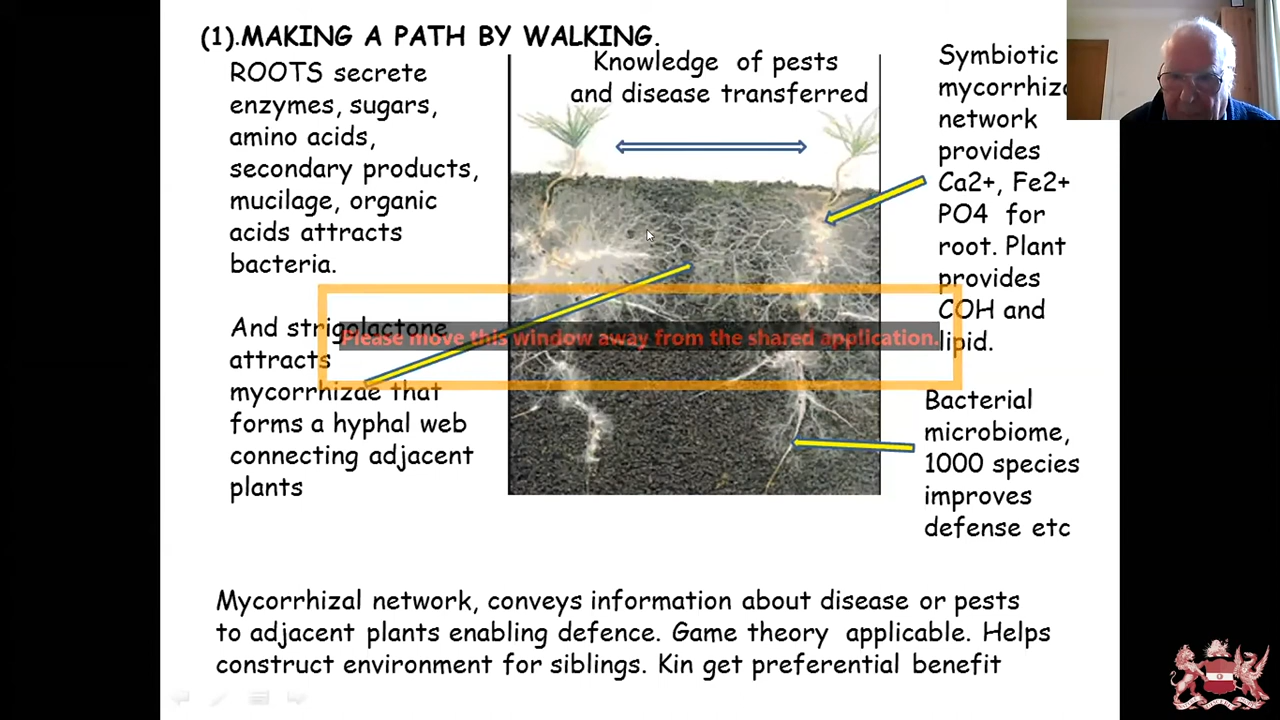 (1).MAKING A PATH BY WALKING.
ROOTS secrete
enzymes, sugars,
amino acids,
secondary products,
mucilage, organic
acids attracts
bacteria.
And strigolactone
attracts
mycorrhizae that
forms a hyphal web
connecting adjacent
plants
Knowledge of pests
and disease transferred
Please move this window away from the shared application.
Symbiotic
mycorrhiz
network
provides
Ca2+, Fe2+
PO4 for
root. Plant
provides
COH and
lipid.
Bacterial
microbiome,
1000 species
improves
defense etc
Mycorrhizal network, conveys information about disease or pests
to adjacent plants enabling defence. Game theory applicable. Helps
construct environment for siblings. Kin get preferential benefit